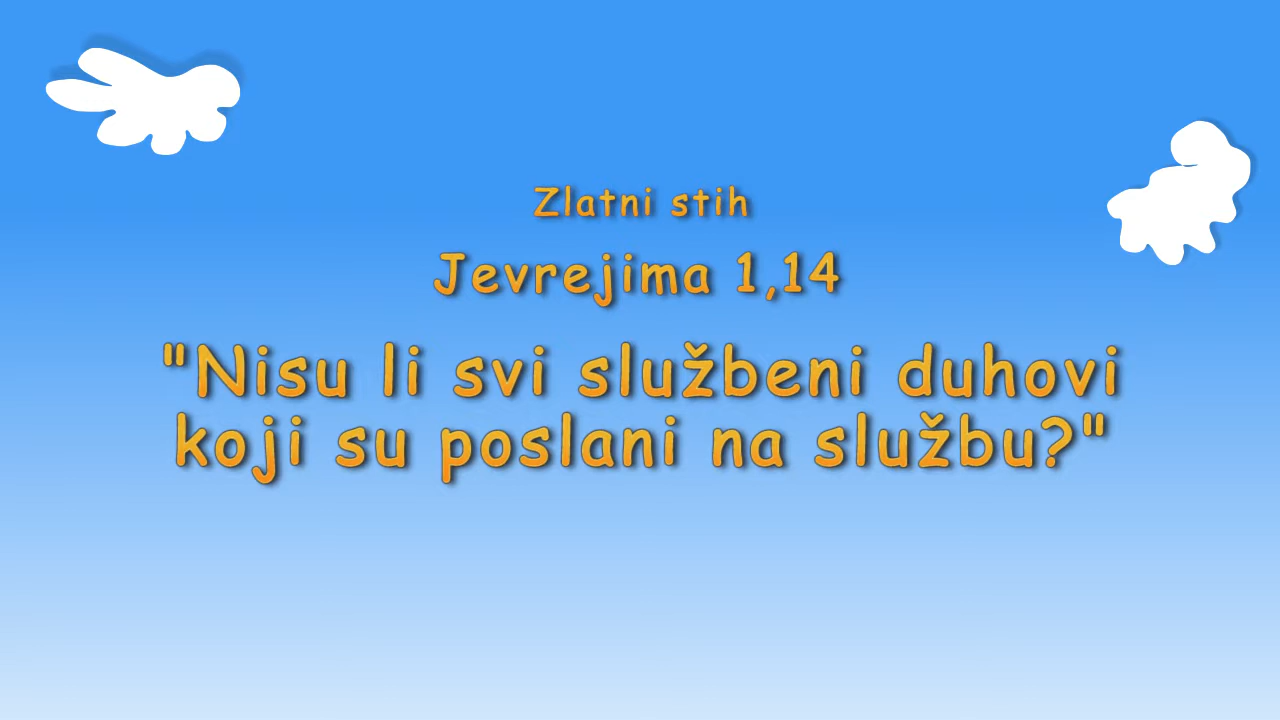 Zlatni stih
Jevrejima 1,14
"Nisu li svi službeni duhovi
koji su poslani na službu?"